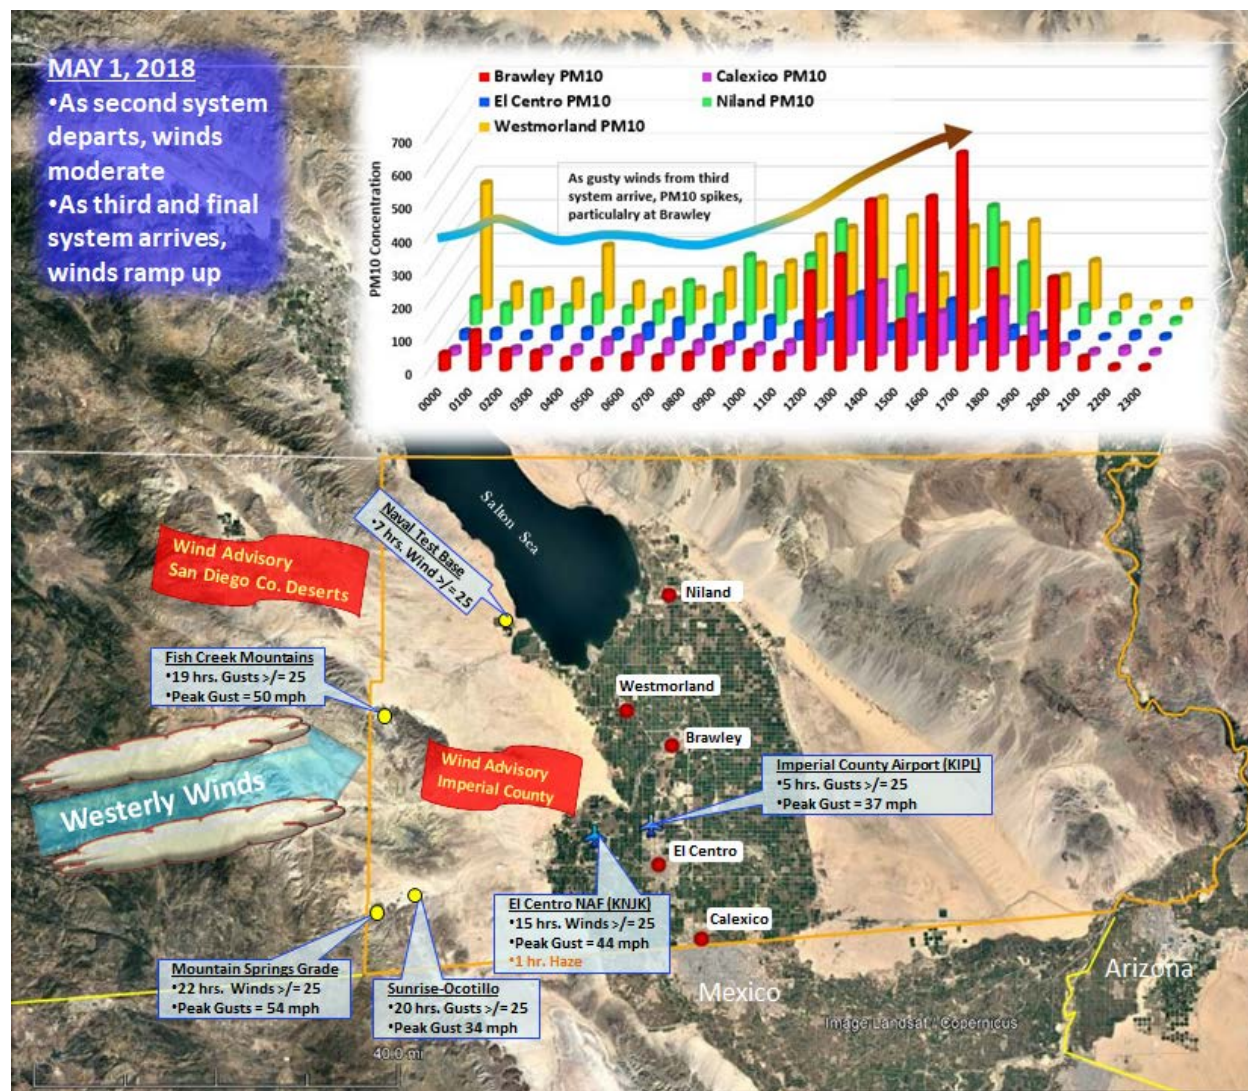 MAY 1, 2018
•As second system
departs, winds
moderate
•As third and final
system arrives,
winds ramp up
Brawley PM10
Calexico PM10
El Centro PM10
Niland PM10
Westmorland PM10
PM10 Concentration
700
600
500
400
300
200
100
0
As gusty winds from third
system arrive, PM10 spikes,
particulalry at Brawley
0000 0100 0200 0300 0400 0500 0600 0700 0800 0900 1000 1100 1200 1300 1400 1500 1600 1700 1800 1900 2000 2100 2200 2300
Salton Sea
Naval Test Base
•7 hrs. Wind >/= 25
Wind Advisory
San Diego Co. Deserts
Niland
Fish Creek Mountains
•19 hrs. Gusts >/= 25
•Peak Gust = 50 mph
Westmorland
Brawley
Westerly Winds
Wind Advisory
Imperial County
Imperial County Airport (KIPL)
•5 hrs. Gusts >/= 25
•Peak Gust = 37 mph
El Centro
El Centro NAF (KNJK)
•15 hrs. Winds >/= 25
•Peak Gust = 44 mph
•1 hr. Haze
Calexico
Mountain Springs Grade
•22 hrs. Winds >/= 25
•Peak Gusts = 54 mph
Sunrise-Ocotillo
•20 hrs. Gusts >/= 25
•Peak Gust 34 mph
Mexico
Arizona
Image Landsat / Copernicus
40.0 mi